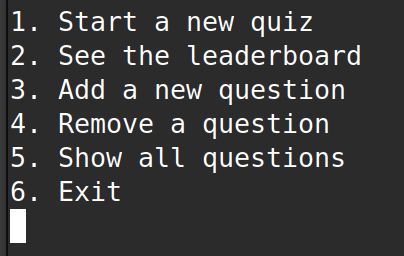 1. Start a new quiz
2. See the leaderboard
3. Add a new question
4. Remove a question
5. Show all questions
6. Exit